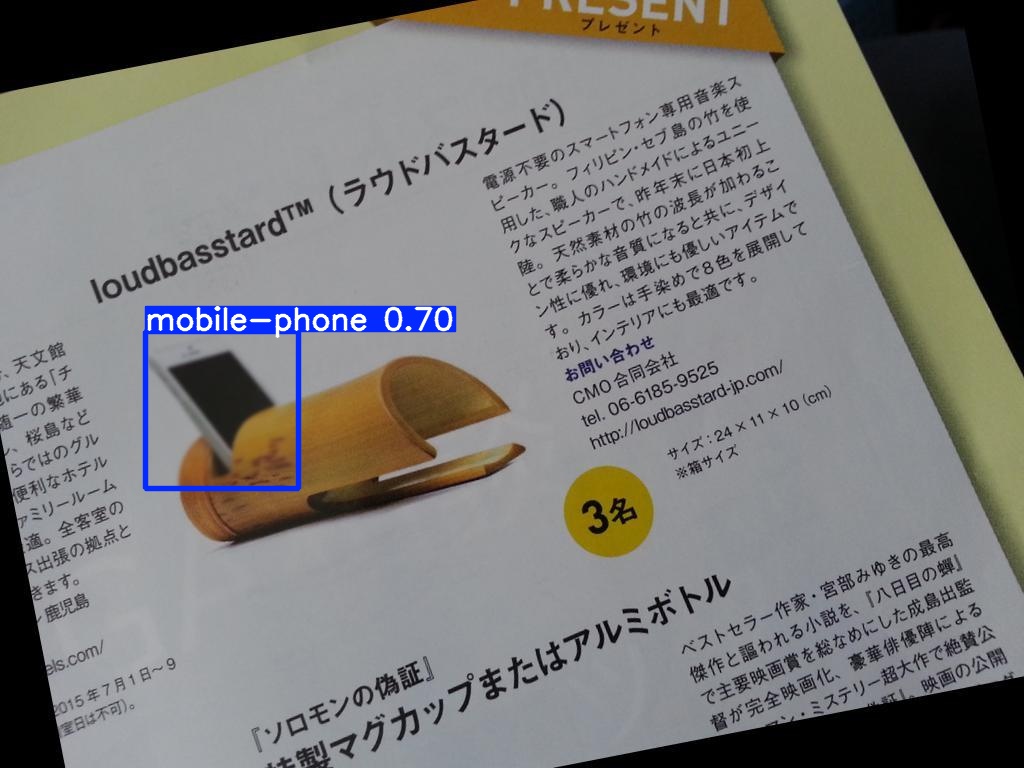 PRESENT
プレゼント
loudbasstard™（ラウドバスタード）
電源不要のスマートフォン専用音楽ス
ピーカー。フィリピン・セブ島の竹を使
用した、職人のハンドメイドによるユニー
クなスピーカーで、昨年末に日本初上
陸。天然素材の竹の波長が加わるこ
とで柔らかな音質になると共に、デザイ
ン性に優れ、環境にも優しいアイテムで
す。カラーは手染めで8色を展開して
おり、インテリアにも最適です。
お問い合わせ
CMO合同会社
tel. 06-6185-9525
http://loudbasstard-jp.com/
サイズ：24×11×10（cm）
※箱サイズ
3名
mobile-phone 0.70
、天文館
にある「チ
随一の繁華
、桜島など
らではのグル
便利なホテル
ァミリールーム
適。全客室の
ス出張の拠点と
きます。
鹿児島
els.com/
2015年7月1日～9
室日は不可）。
『ソロモンの偽証』
特製マグカップまたはアルミボトル
ベストセラー作家・宮部みゆきの最高
傑作と謳われる小説を、『八日目の蟬』
で主要映画賞を総なめにした成島出監
督が完全映画化、豪華俳優陣による
マン・ミステリー超大作で絶賛公
偽証』。映画の公開